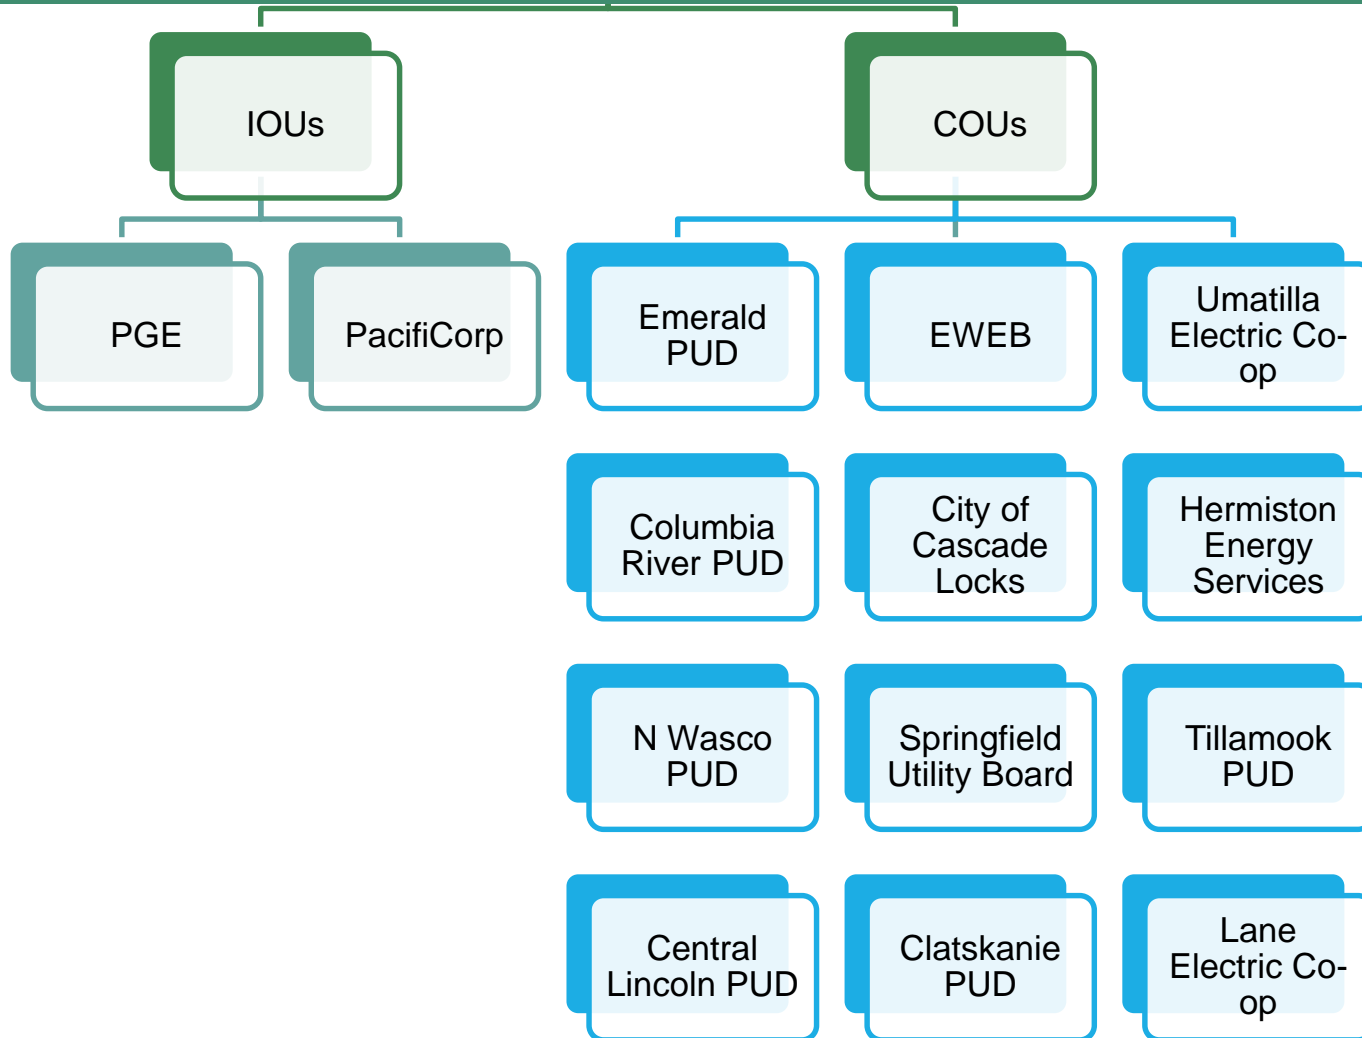 IOUs
COUs
PGE
PacifiCorp
Emerald
PUD
EWEB
Umatilla
Electric Co-
op
Columbia
River PUD
City of
Cascade
Locks
Hermiston
Energy
Services
N Wasco
PUD
Springfield
Utility Board
Tillamook
PUD
Central
Lincoln PUD
Clatskanie
PUD
Lane
Electric Co-
op